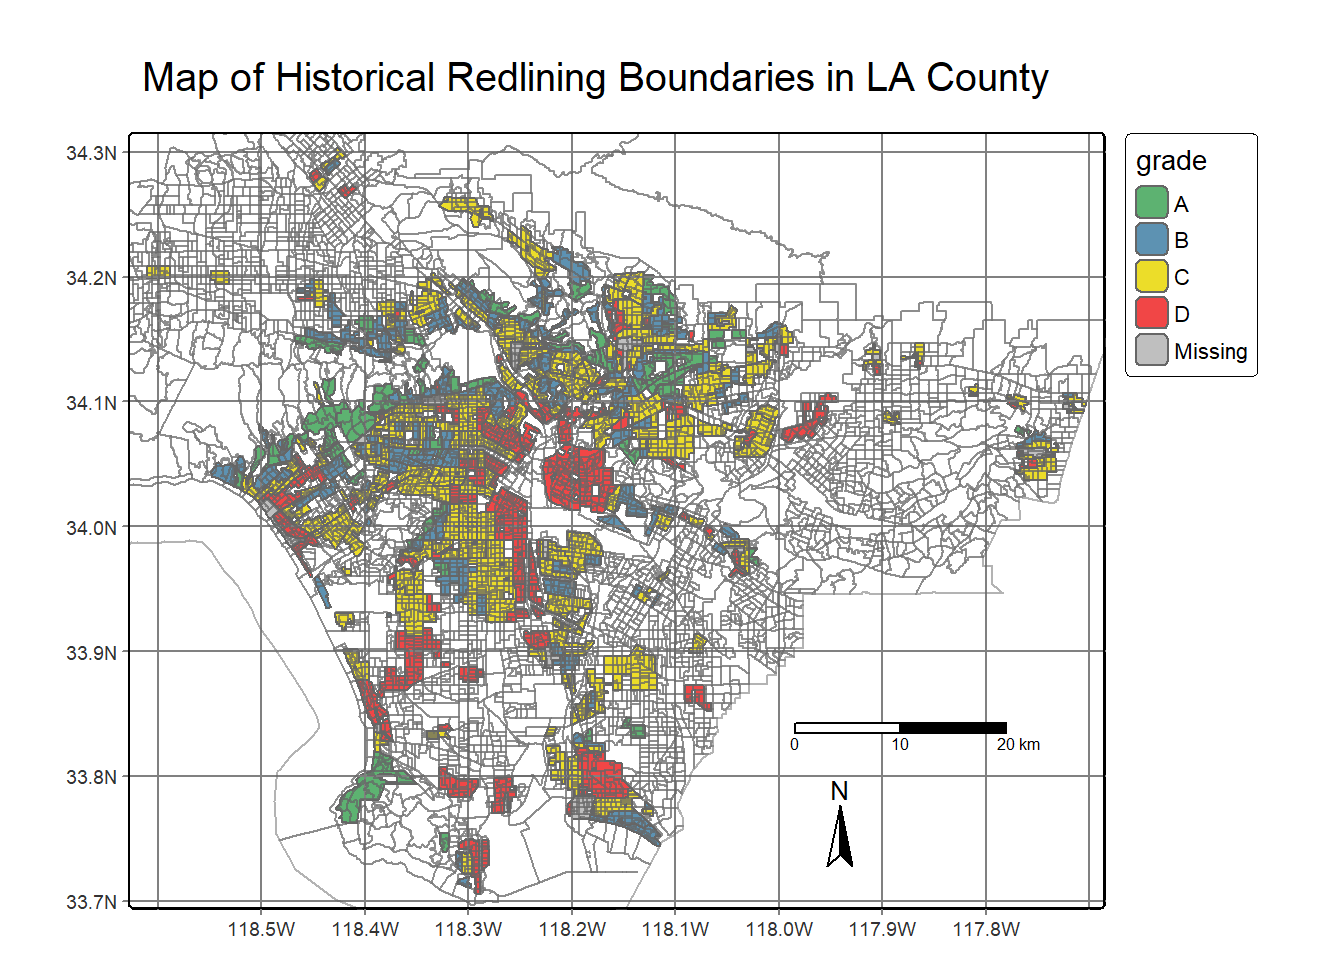 Map of Historical Redlining Boundaries in LA County
34.3N
34.2N
34.1N
34.0N
33.9N
33.8N
33.7N
118.5W
118.4W
118.3W
118.2W
118.1W
118.0W
117.9W
117.8W
grade
A
B
C
D
Missing
0
10
20 km
N